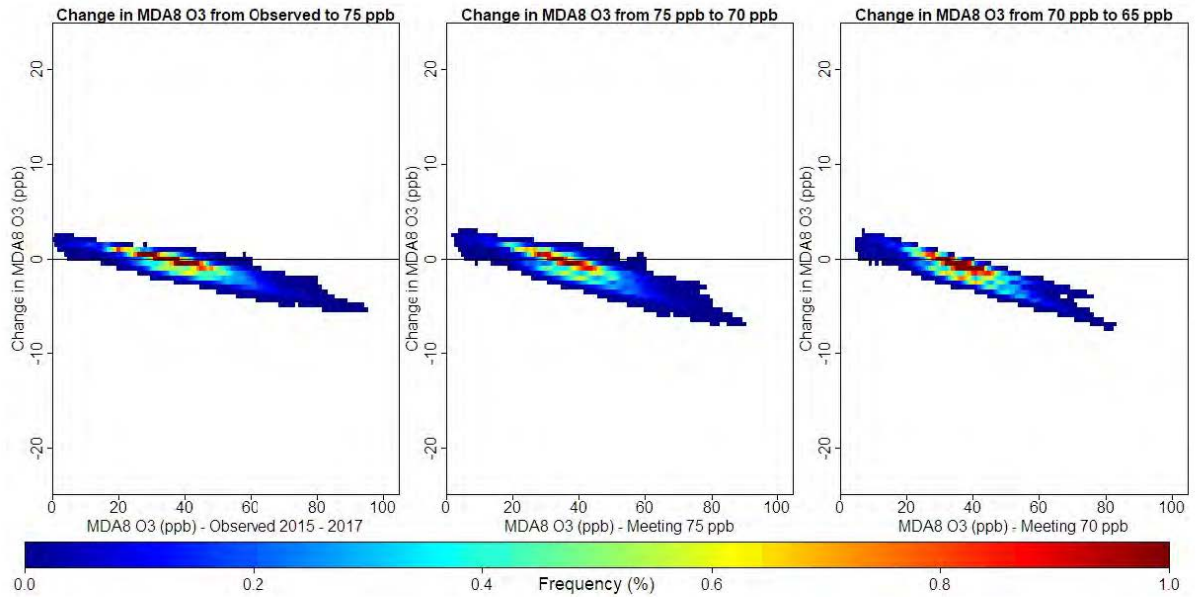 Change in MDA8 O3 from Observed to 75 ppb
Change in MDA8 O3 (ppb)
20
10
0
-10
-20
0 20 40 60 80 100
MDA8 O3 (ppb) - Observed 2015 - 2017
Change in MDA8 O3 from 75 ppb to 70 ppb
Change in MDA8 O3 (ppb)
20
10
0
-10
-20
0 20 40 60 80 100
MDA8 O3 (ppb) - Meeting 75 ppb
Change in MDA8 O3 from 70 ppb to 65 ppb
Change in MDA8 O3 (ppb)
20
10
0
-10
-20
0 20 40 60 80 100
MDA8 O3 (ppb) - Meeting 70 ppb
0.0 0.2 0.4 Frequency (%) 0.6 0.8 1.0